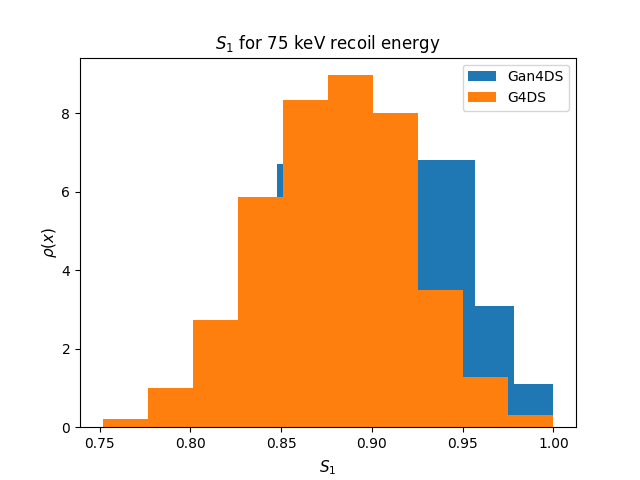 S₁ for 75 keV recoil energy
Gan4DS
G4DS
ρ(x)
8
6
4
2
0
0.75 0.80 0.85 0.90 0.95 1.00
S₁